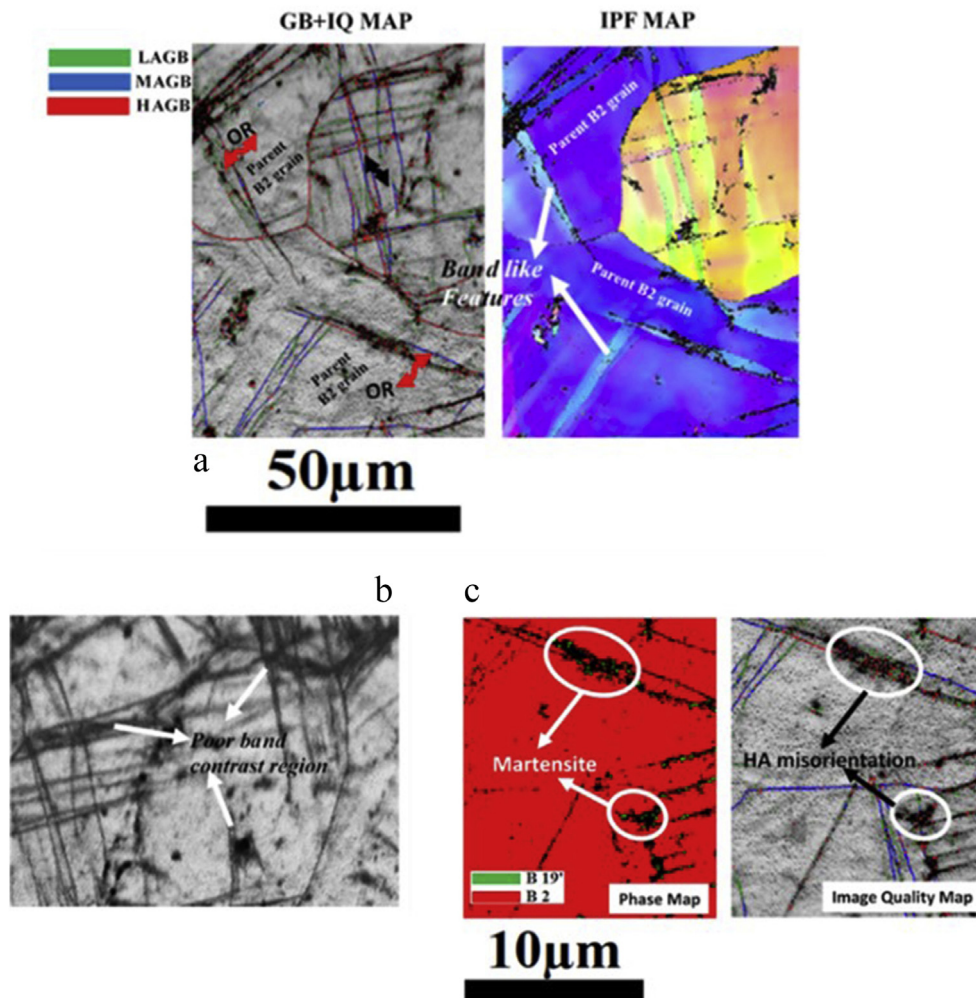 GB+IQ MAP
IPF MAP
LAGB
MAGB
HAGB
OR
Parent
B2 grain
Parent B2 grain
Band like
Features
Parent B2 grain
Parent
B2 grain
OR
a
50μm
b
c
Poor band
contrast region
Martensite
HA misorientation
B 19'
B 2
Phase Map
Image Quality Map
10μm